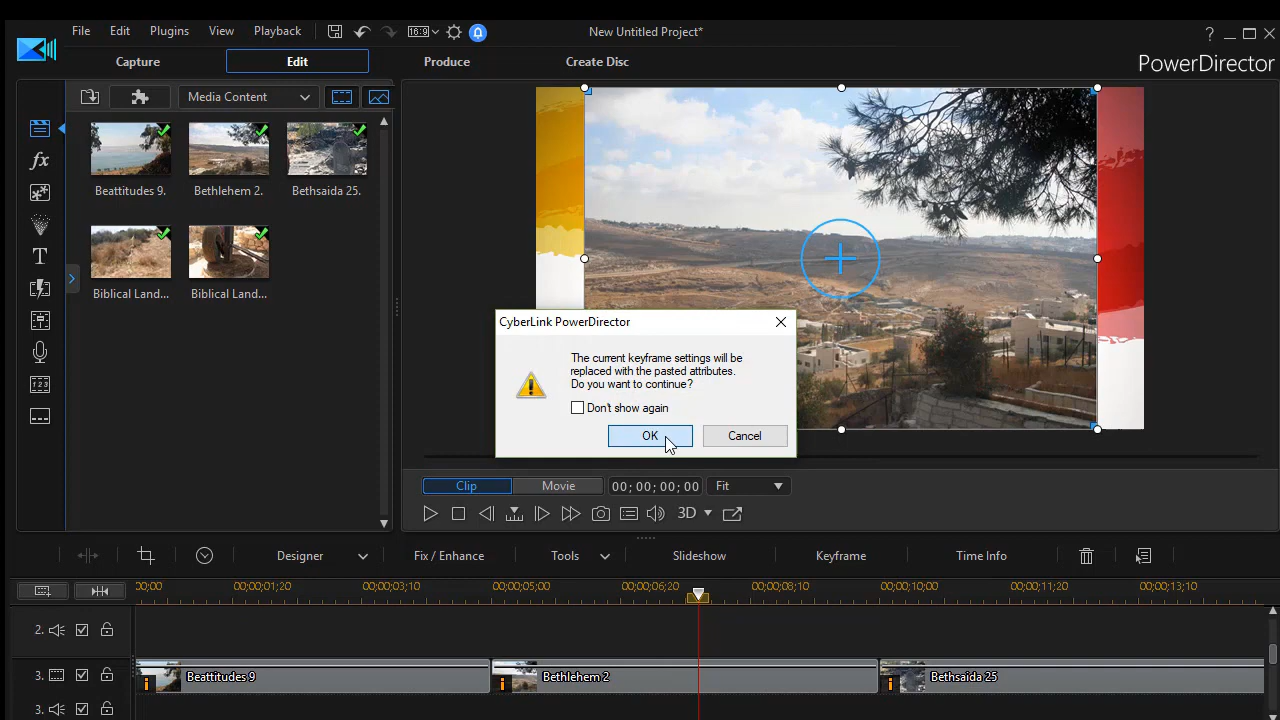 File Edit Plugins View Playback 16:9 New Untitled Project* ?
Capture Edit Produce Create Disc PowerDirector
Media Content
Beattitudes 9. Bethlehem 2. Bethsaida 25.
Biblical Land... Biblical Land...
fx
T
CyberLink PowerDirector
The current keyframe settings will be
replaced with the pasted attributes.
Do you want to continue?
Don't show again
OK Cancel
Clip Movie 00; 00; 00; 00 Fit
3D
Designer Fix / Enhance Tools Slideshow Keyframe Time Info
00;00 00;00;01;20 00;00;03;10 00;00;05;00 00;00;06;20 00;00;08;10 00;00;10;00 00;00;11;20 00;00;13;10
2.
3. Beattitudes 9 Bethlehem 2 Bethsaida 25
3.